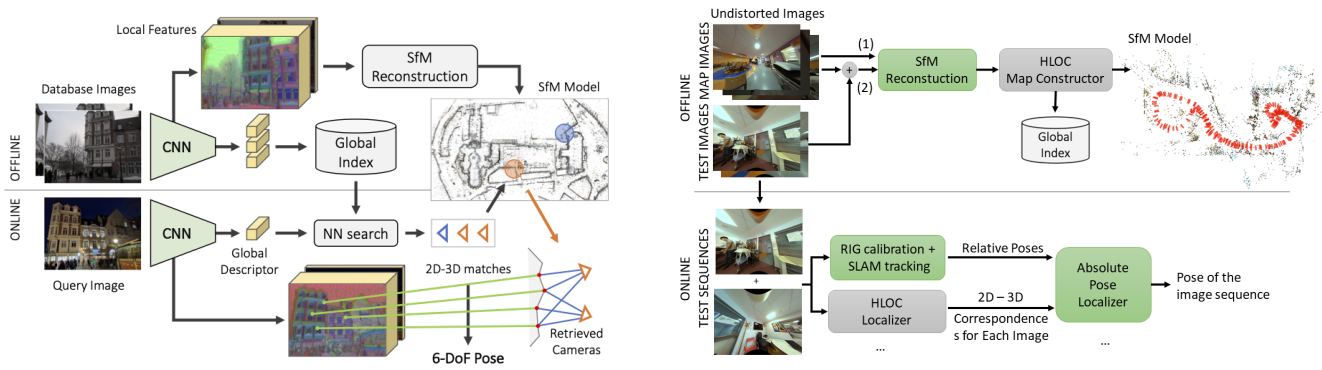 Local Features
SfM
Reconstruction
Database Images
SfM Model
OFFLINE
CNN
Global
Index
ONLINE
CNN
Global
Descriptor
NN search
Query Image
2D-3D matches
Retrieved
Cameras
6-DoF Pose
Undistorted Images
OFFLINE
TEST IMAGES MAP IMAGES
(1)
+
(2)
SfM
Reconstuction
HLOC
Map Constructor
SfM Model
Global
Index
ONLINE
TEST SEQUENCES
+
RIG calibration +
SLAM tracking
Relative Poses
HLOC
Localizer
2D – 3D
Correspondence
s for Each Image
...
Absolute
Pose
Localizer
...
Pose of the
image sequence